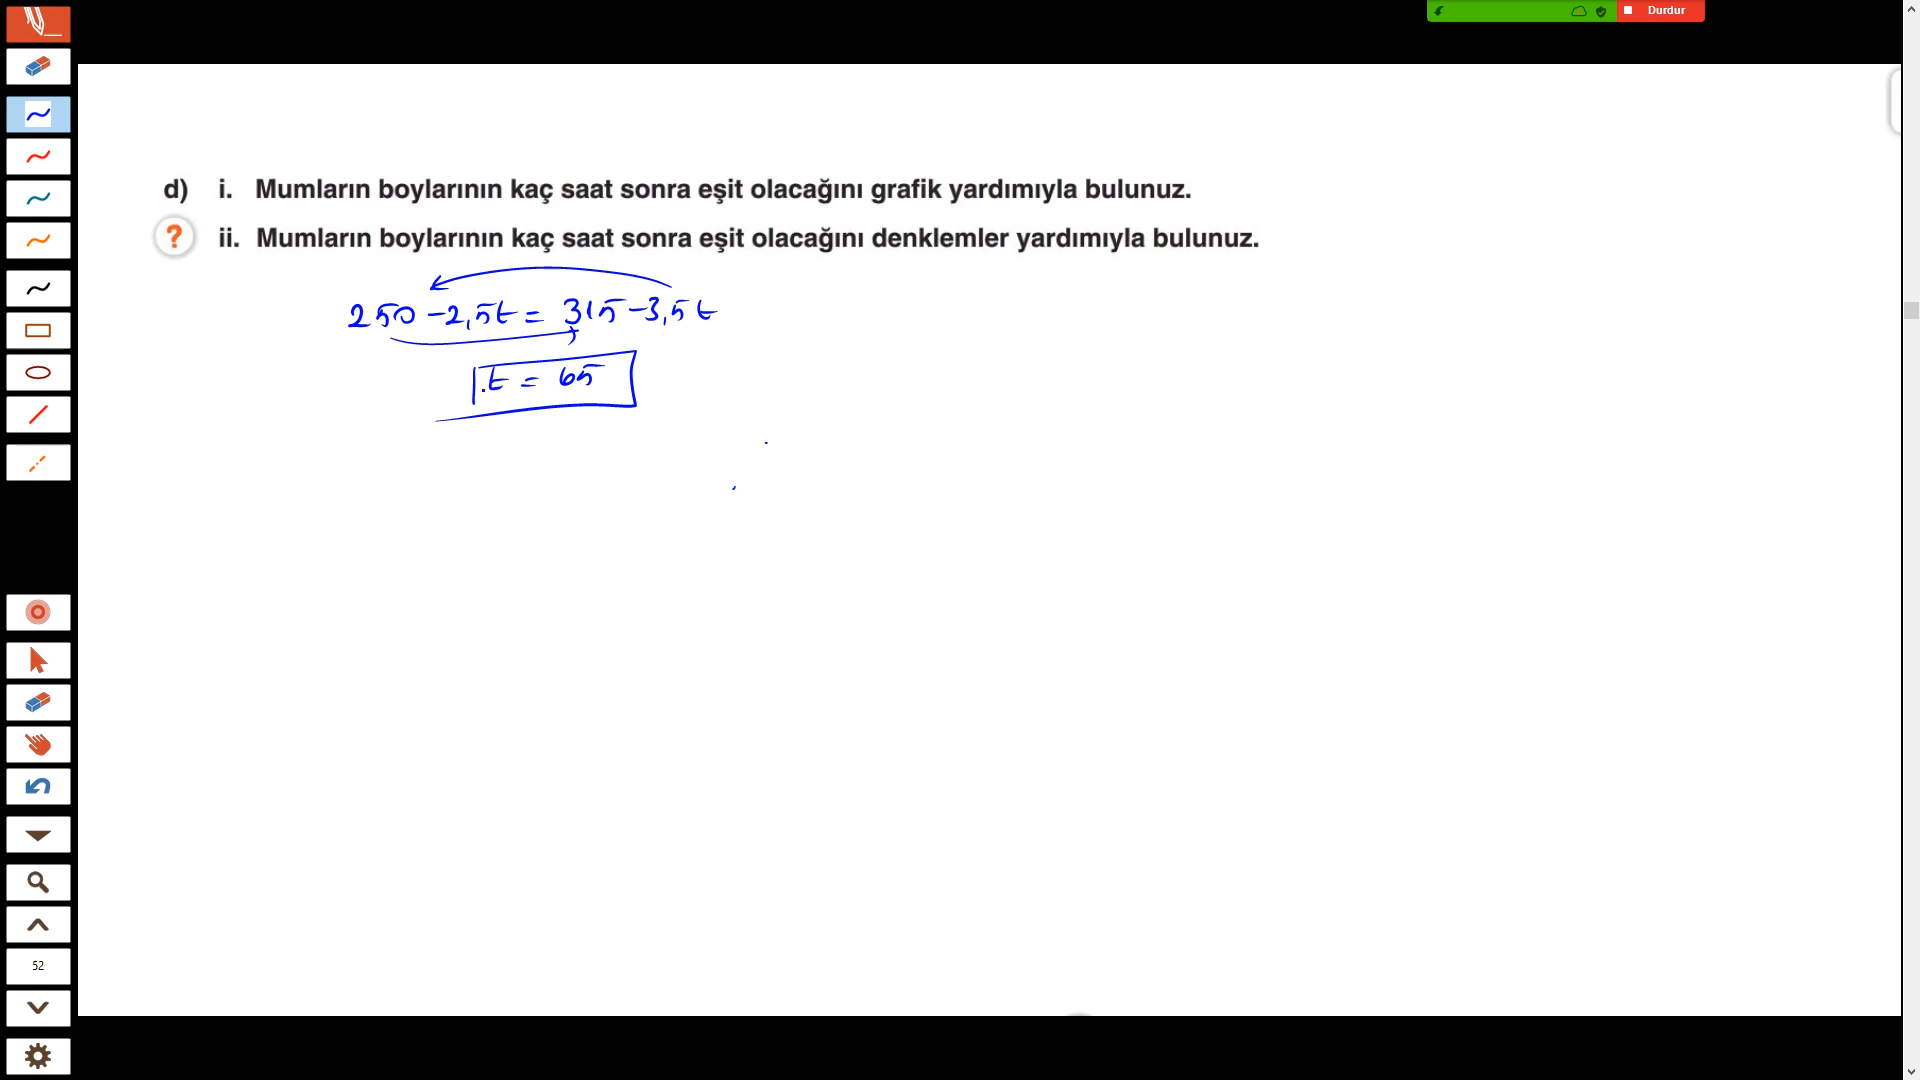 Durdur
d) i. Mumların boylarının kaç saat sonra eşit olacağını grafik yardımıyla bulunuz.
? ii. Mumların boylarının kaç saat sonra eşit olacağını denklemler yardımıyla bulunuz.
250 - 2,5t = 315 - 3,5t
t = 65
52